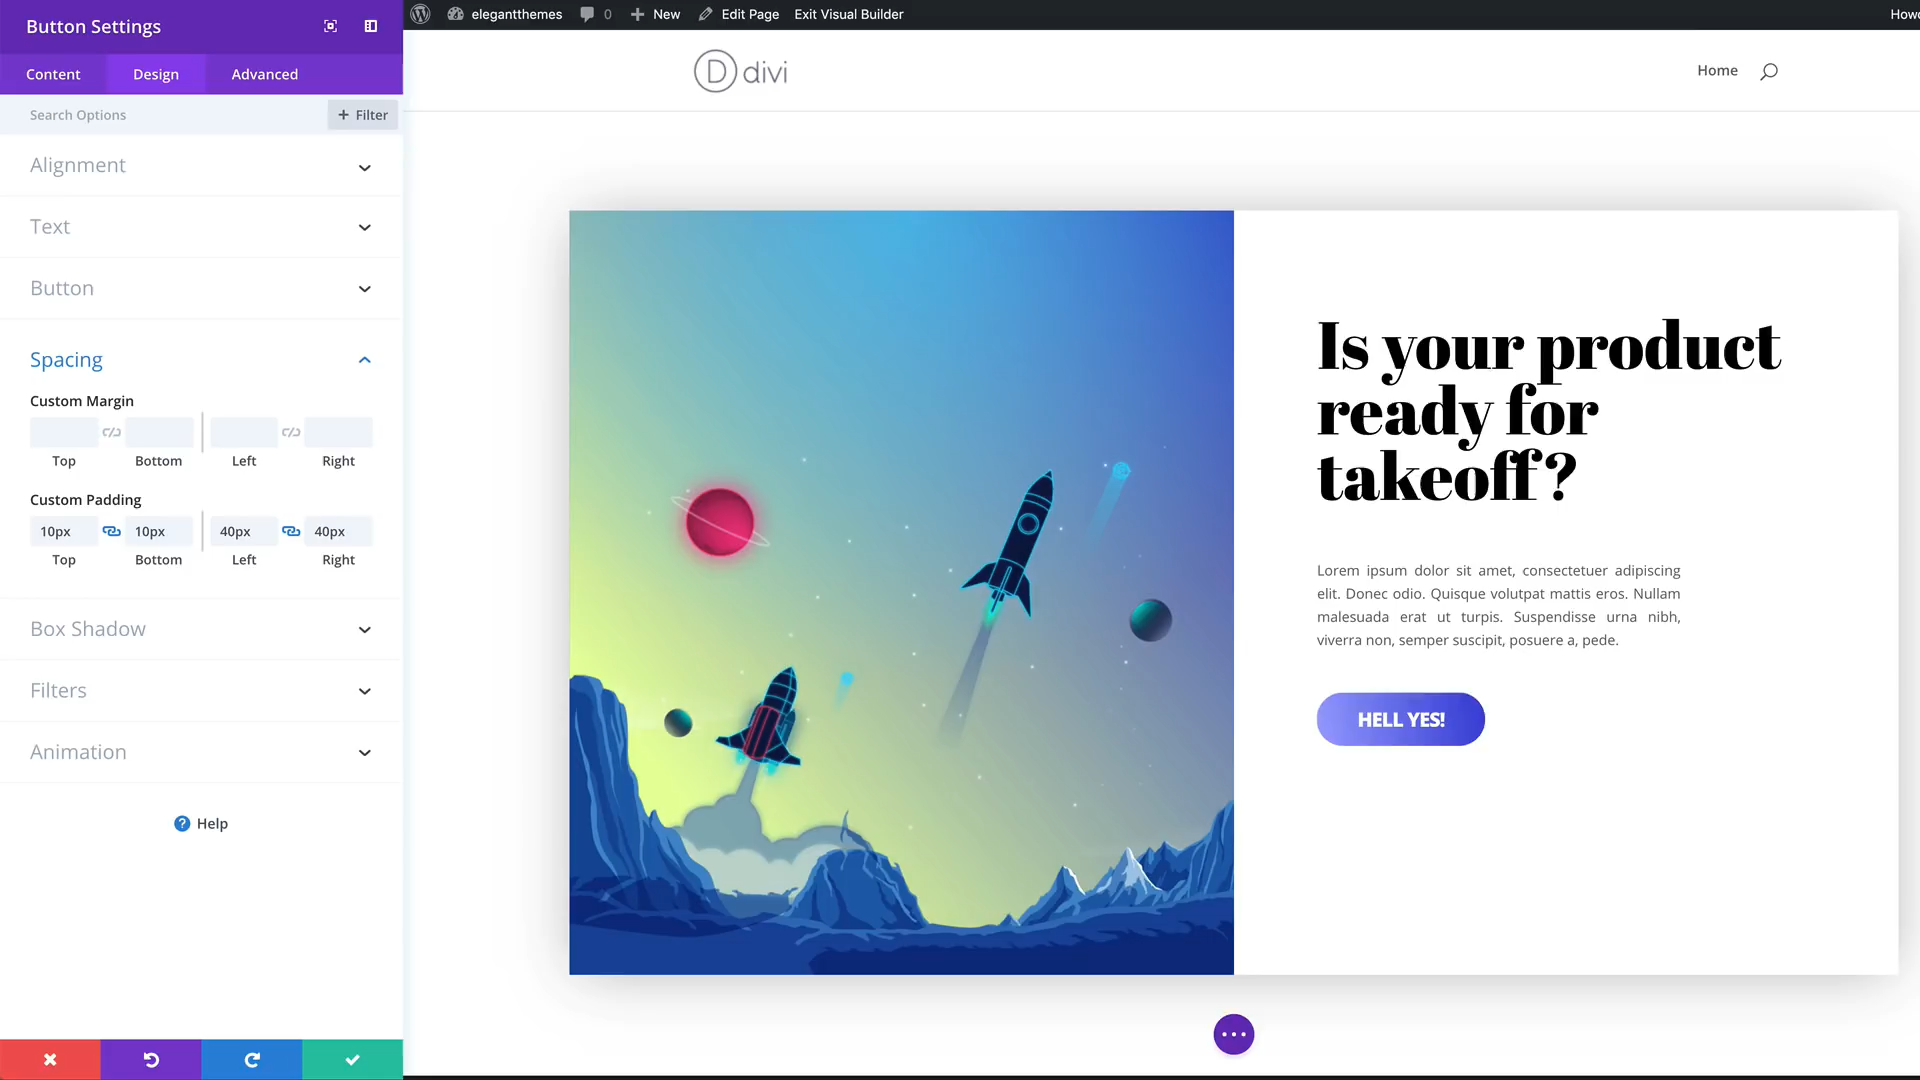 Button Settings
elegantthemes
0
New
Edit Page
Exit Visual Builder
Content
Design
Advanced
Search Options
+ Filter
D divi
Home
Alignment
Text
Button
Spacing
Custom Margin
Top
Bottom
Left
Right
Custom Padding
10px
10px
40px
40px
Top
Bottom
Left
Right
Box Shadow
Filters
Animation
? Help
Is your product
ready for
takeoff?
Lorem ipsum dolor sit amet, consectetuer adipiscing
elit. Donec odio. Quisque volutpat mattis eros. Nullam
malesuada erat ut turpis. Suspendisse urna nibh,
viverra non, semper suscipit, posuere a, pede.
HELL YES!